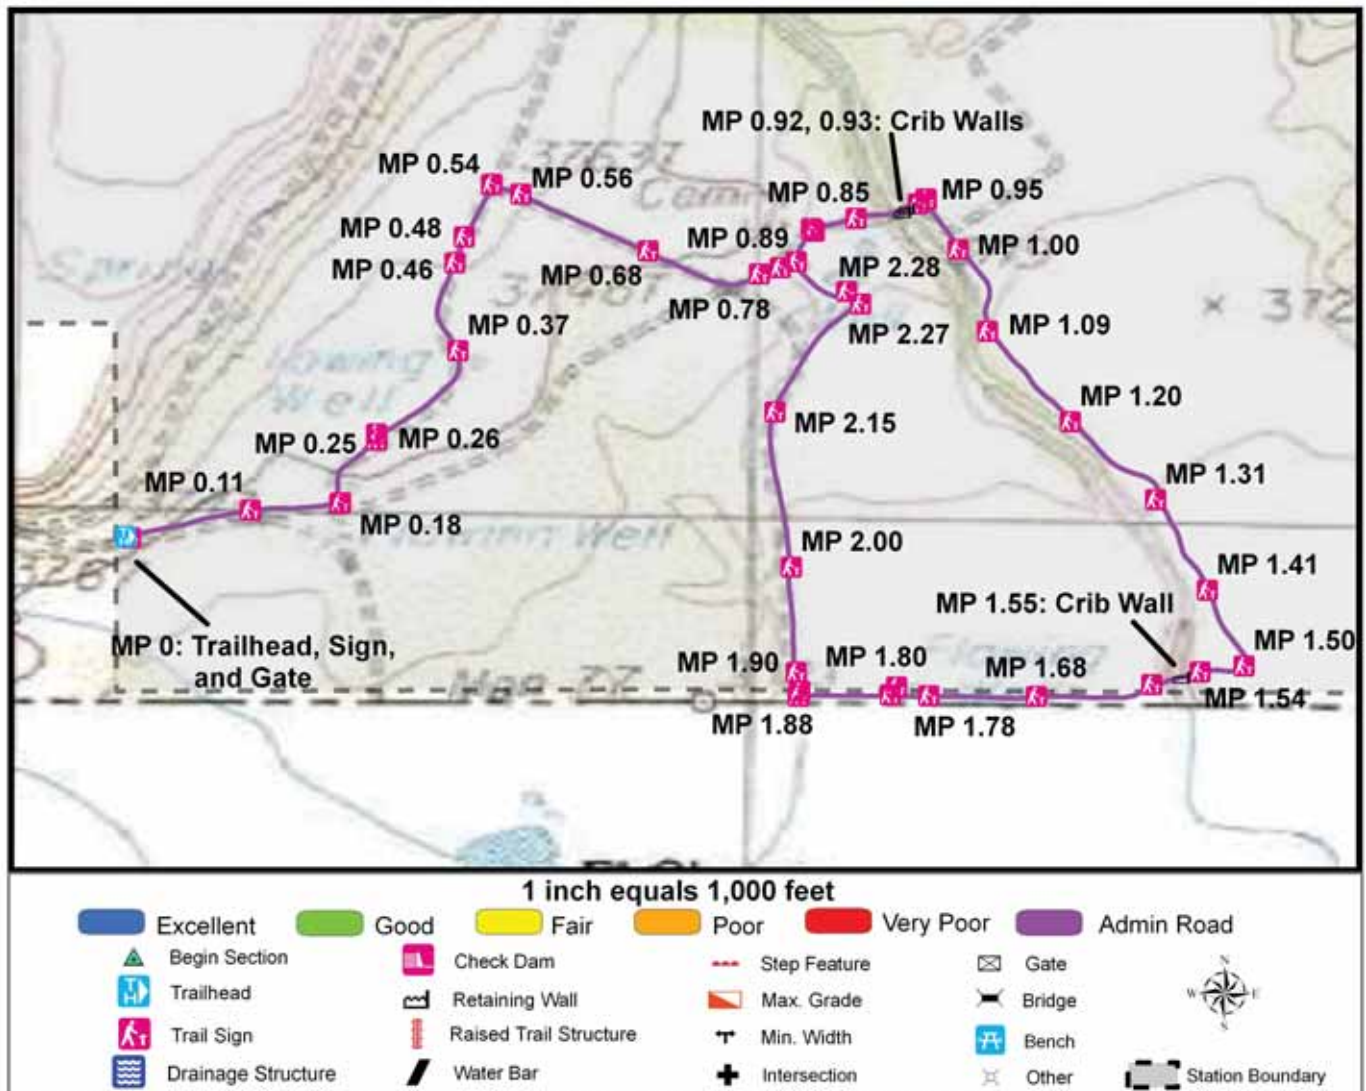 MP 0.92, 0.93: Crib Walls
MP 0.54
MP 0.56
MP 0.85
MP 0.95
MP 0.48
MP 0.89
MP 1.00
MP 0.46
MP 0.68
MP 2.28
MP 0.78
MP 0.37
MP 2.27
MP 1.09
× 372
Well
MP 1.20
MP 2.15
MP 0.25
MP 0.26
MP 0.11
MP 1.31
MP 0.18
Well
MP 2.00
MP 1.41
MP 1.55: Crib Wall
MP 0: Trailhead, Sign,
and Gate
MP 1.90
MP 1.80
Flowing
MP 1.68
MP 1.50
MP 1.54
MP 1.88
MP 1.78
1 inch equals 1,000 feet
Excellent
Good
Fair
Poor
Very Poor
Admin Road
Begin Section
Check Dam
Step Feature
Gate
Trailhead
Retaining Wall
Max. Grade
Bridge
Trail Sign
Raised Trail Structure
Min. Width
Bench
Drainage Structure
Water Bar
Intersection
Other
Station Boundary
N
W
E
S